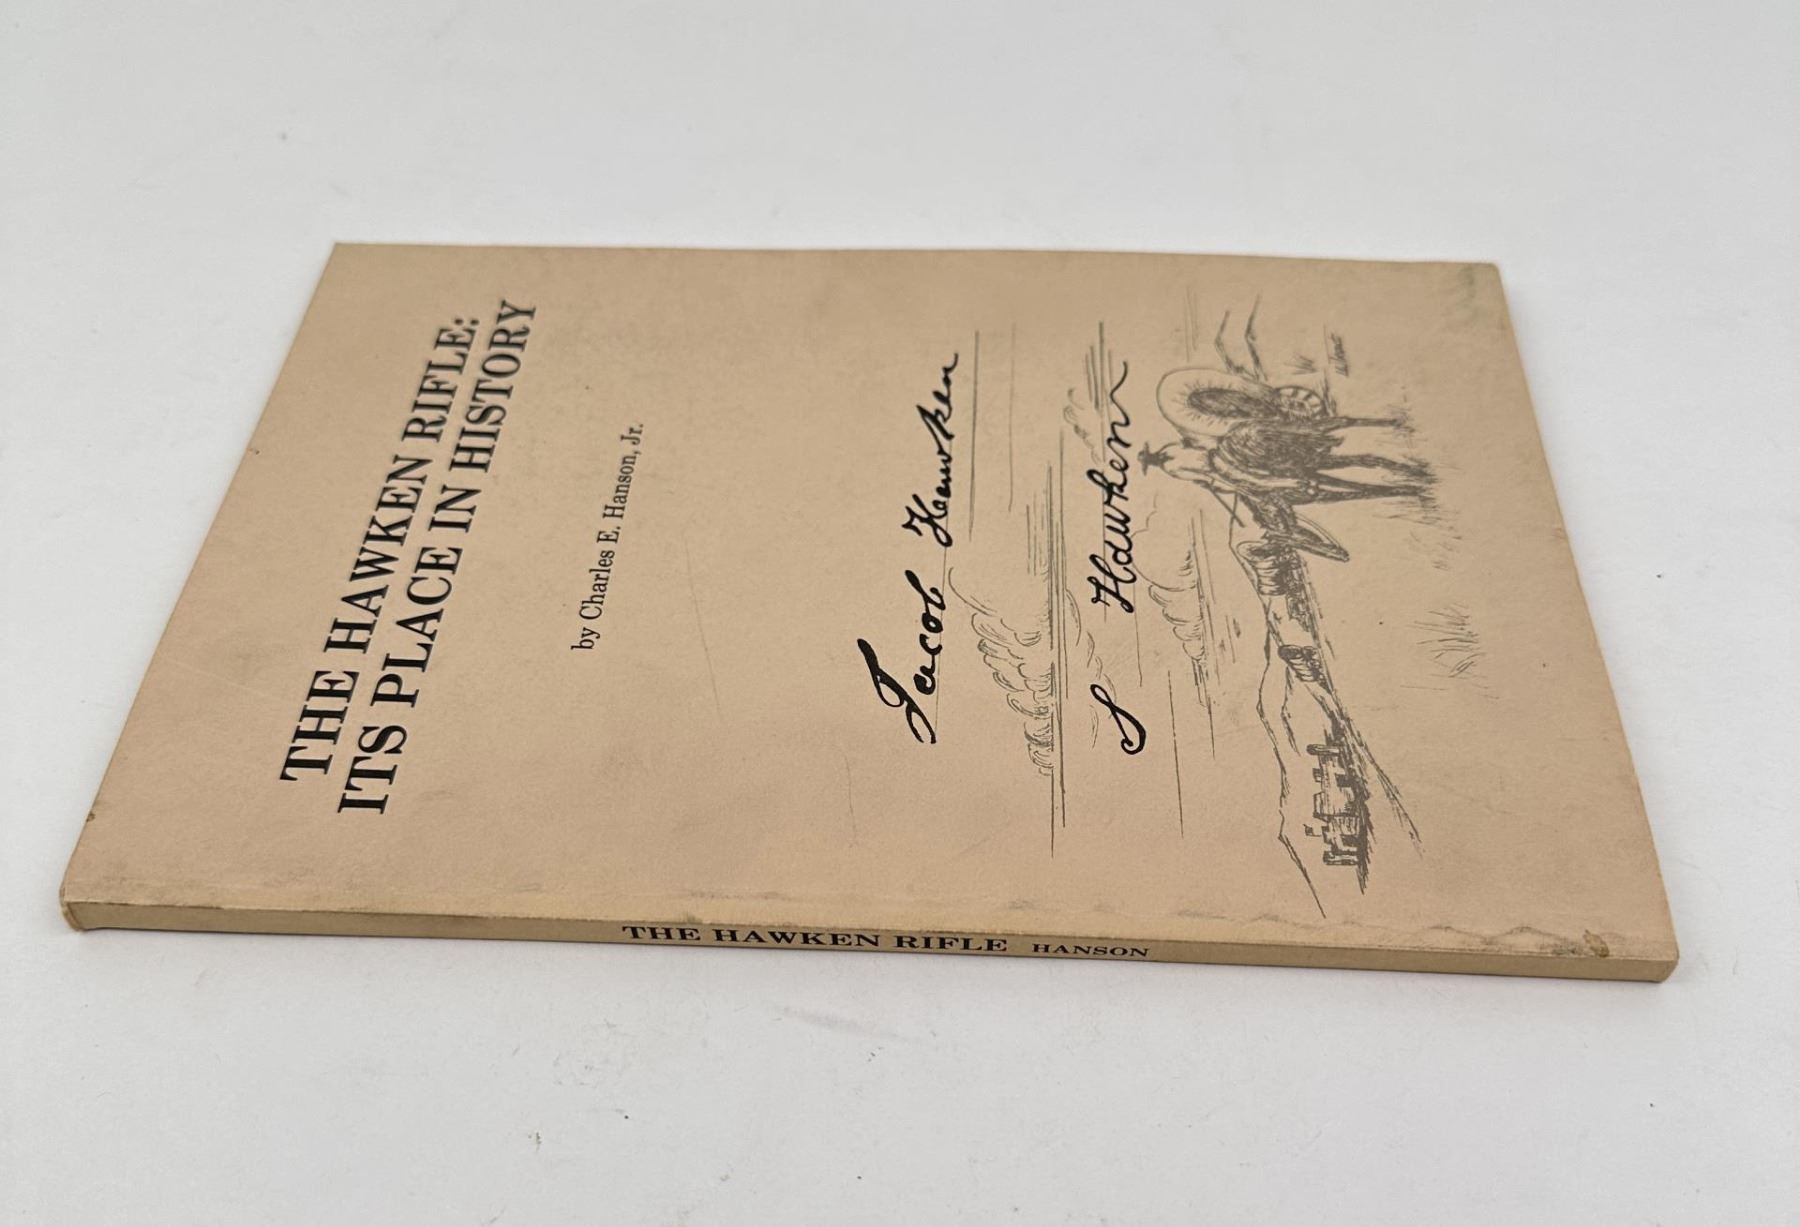 THE HAWKEN RIFLE:
ITS PLACE IN HISTORY
by Charles E. Hanson, Jr.
Jacob Hawken
S Hawken
THE HAWKEN RIFLE HANSON